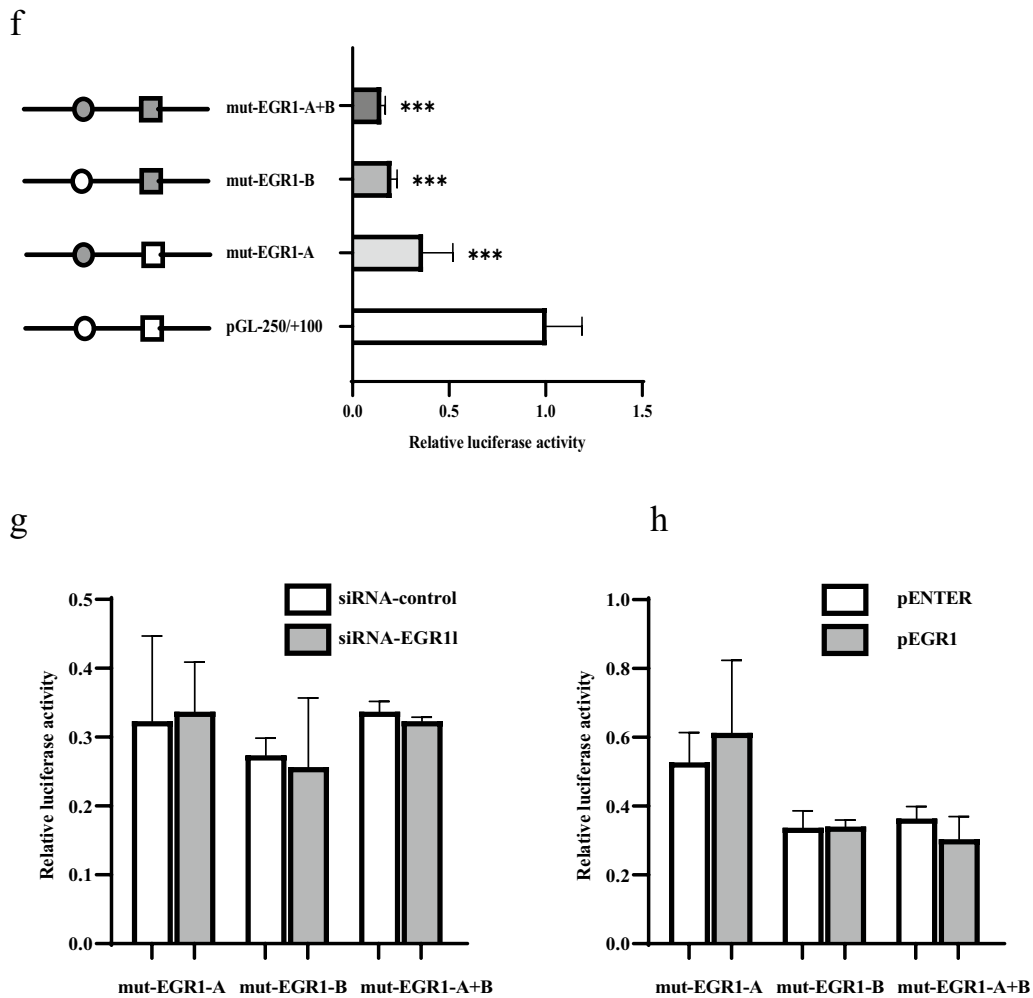 f
mut-EGR1-A+B
***
mut-EGR1-B
***
mut-EGR1-A
***
pGL-250/+100
0.0 0.5 1.0 1.5
Relative luciferase activity
g
siRNA-control
siRNA-EGR1l
0.5
0.4
0.3
0.2
0.1
0.0
Relative luciferase activity
mut-EGR1-A mut-EGR1-B mut-EGR1-A+B
h
pENTER
pEGR1
1.0
0.8
0.6
0.4
0.2
0.0
Relative luciferase activity
mut-EGR1-A mut-EGR1-B mut-EGR1-A+B